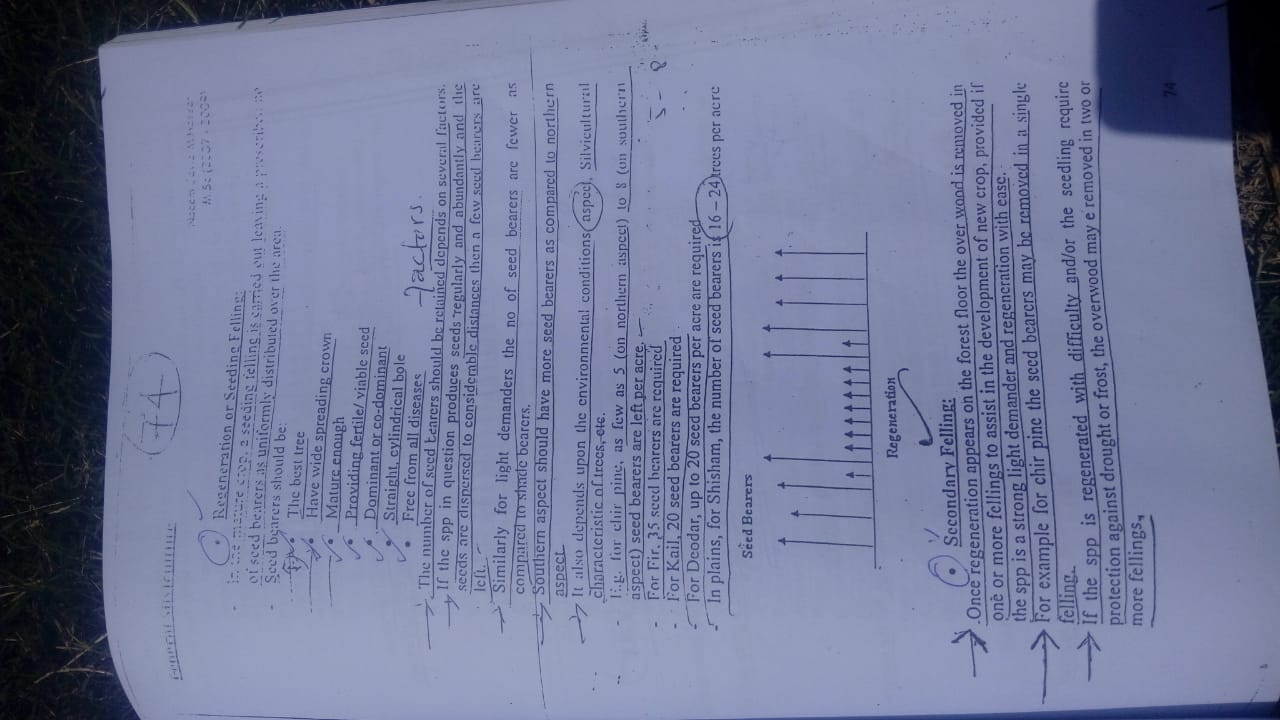 General Silviculture
M.Sc (2007 - 2009)
74
Regeneration or Seeding Felling:
- In the mature crop, a seeding felling is carried out leaving a
of seed bearers as uniformly distributed over the area
- Seed bearers should be:
The best tree
• Have wide spreading crown
• Mature enough
• Providing fertile/ viable seed
• Dominant or co-dominant
• Straight, cylindrical bole
• Free from all diseases
factors.
The number of seed bearers should be retained depends on several factors.
If the spp in question produces seeds regularly and abundantly and the
seeds are dispersed to considerable distances then a few seed bearers are
left.
Similarly for light demanders the no of seed bearers are fewer as
compared to shade bearers.
Southern aspect should have more seed bearers as compared to northern
aspect
It also depends upon the environmental conditions, aspect, Silvicultural
characteristic of trees, etc.
- E.g. for chir pine, as few as 5 (on northern aspect) to 8 (on southern
aspect) seed bearers are left per acre.
5 - 8
- For Fir, 35 seed bearers are required
- For Kail, 20 seed bearers are required
- For Deodar, up to 20 seed bearers per acre are required
- In plains, for Shisham, the number of seed bearers is 16 – 24 trees per acre
Seed Bearers
Regeneration
• Secondary Felling:
Once regeneration appears on the forest floor the over wood is removed in
one or more fellings to assist in the development of new crop, provided if
the spp is a strong light demander and regeneration with ease.
For example for chir pine the seed bearers may be removed in a single
felling.
If the spp is regenerated with difficulty and/or the seedling require
protection against drought or frost, the overwood may e removed in two or
more fellings.
74